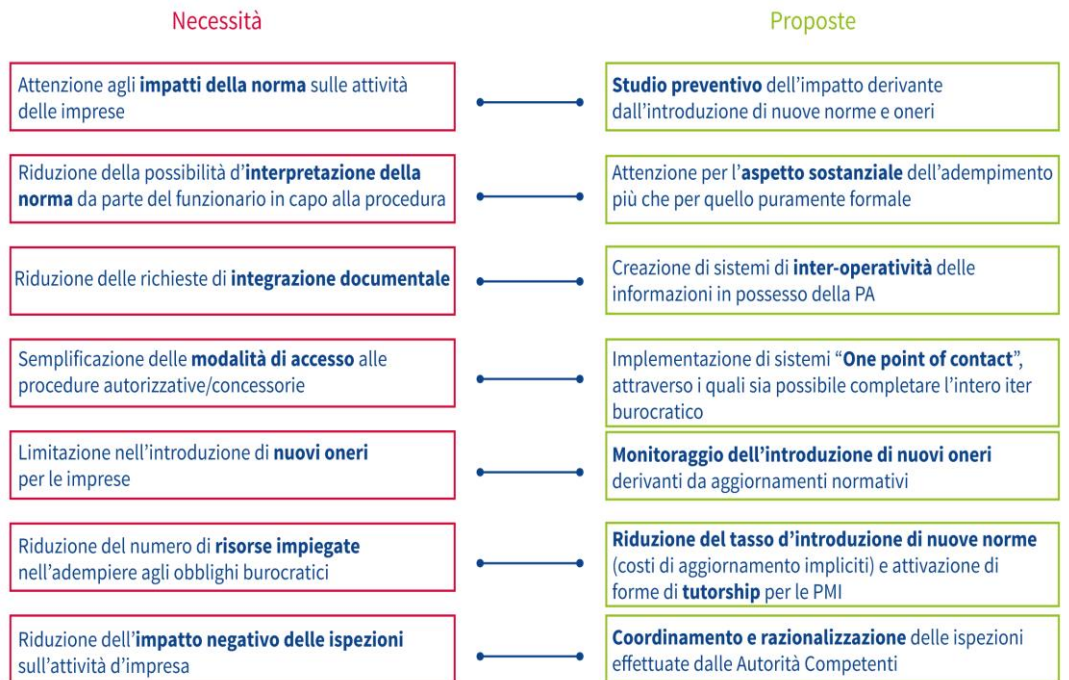 Necessità
Proposte
Attenzione agli impatti della norma sulle attività
delle imprese
Studio preventivo dell'impatto derivante
dall'introduzione di nuove norme e oneri
Riduzione della possibilità d'interpretazione della
norma da parte del funzionario in capo alla procedura
Attenzione per l'aspetto sostanziale dell'adempimento
più che per quello puramente formale
Riduzione delle richieste di integrazione documentale
Creazione di sistemi di inter-operatività delle
informazioni in possesso della PA
Semplificazione delle modalità di accesso alle
procedure autorizzative/concessorie
Implementazione di sistemi “One point of contact”,
attraverso i quali sia possibile completare l'intero iter
burocratico
Limitazione nell'introduzione di nuovi oneri
per le imprese
Monitoraggio dell'introduzione di nuovi oneri
derivanti da aggiornamenti normativi
Riduzione del numero di risorse impiegate
nell'adempiere agli obblighi burocratici
Riduzione del tasso d'introduzione di nuove norme
(costi di aggiornamento impliciti) e attivazione di
forme di tutorship per le PMI
Riduzione dell'impatto negativo delle ispezioni
sull'attività d'impresa
Coordinamento e razionalizzazione delle ispezioni
effettuate dalle Autorità Competenti